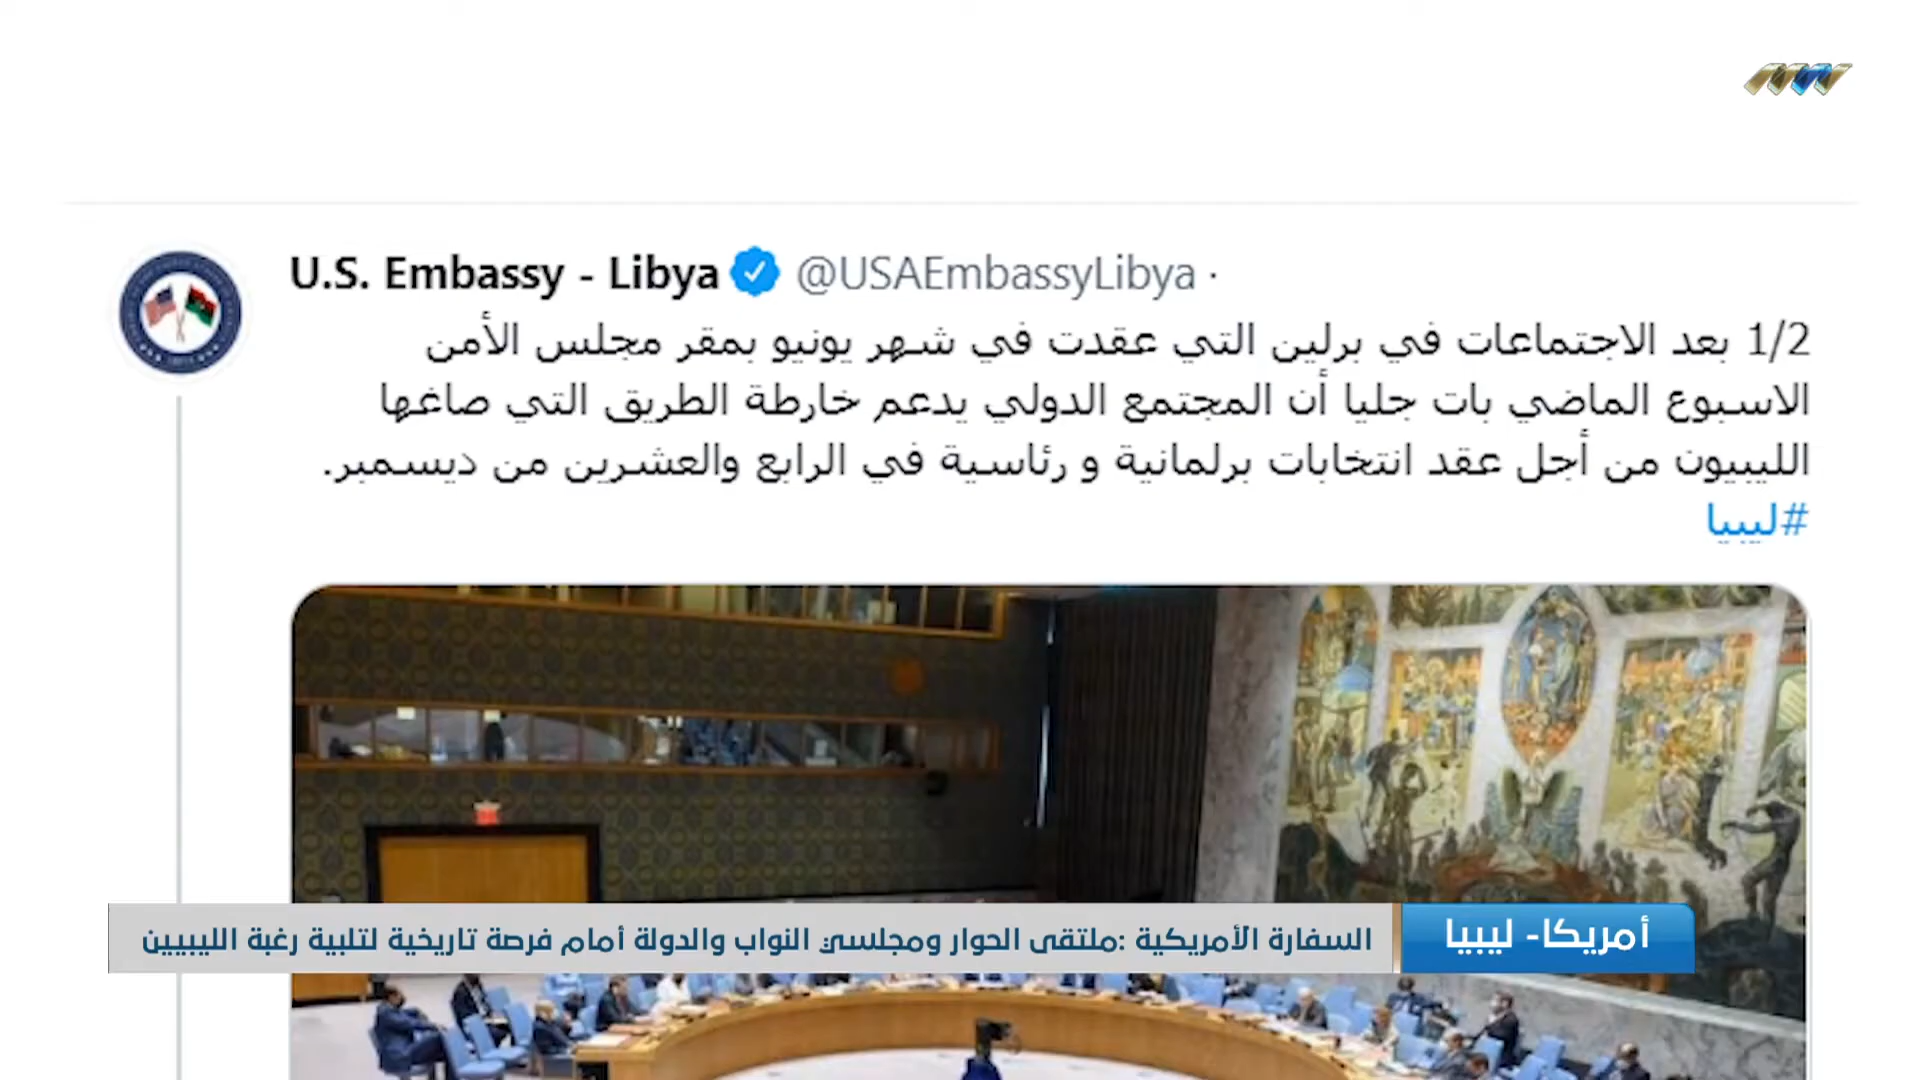 U.S. Embassy - Libya @USAEmbassyLibya ·
1/2 بعد الاجتماعات في برلين التي عقدت في شهر يونيو بمقر مجلس الأمن
الاسبوع الماضي بات جليا أن المجتمع الدولي يدعم خارطة الطريق التي صاغها
الليبيون من أجل عقد انتخابات برلمانية و رئاسية في الرابع والعشرين من ديسمبر.
#ليبيا
أمريكا- ليبيا
السفارة الأمريكية :ملتقى الحوار ومجلسي النواب والدولة أمام فرصة تاريخية لتلبية رغبة الليبيين